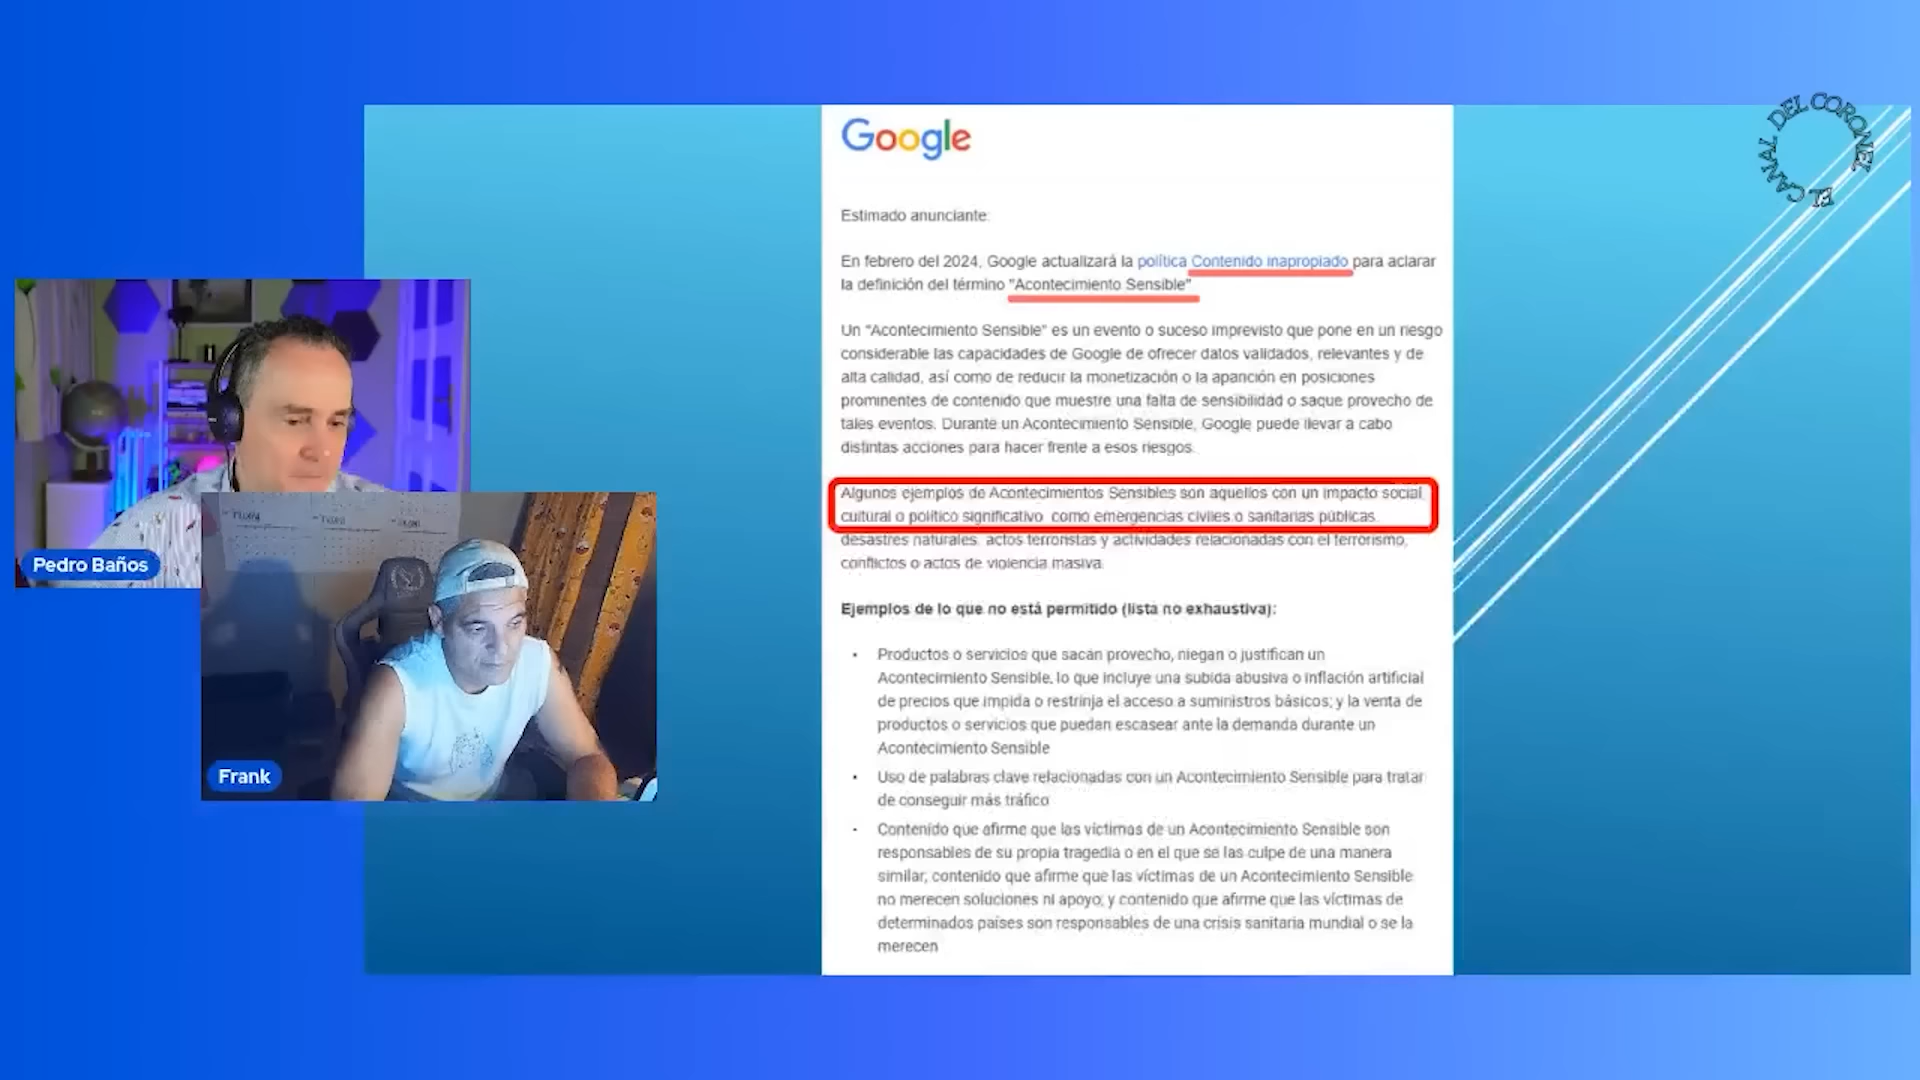 EL CANAL DEL CORONEL
Google
Estimado anunciante:
En febrero del 2024, Google actualizará la política Contenido inapropiado para aclarar
la definición del término "Acontecimiento Sensible"
Un "Acontecimiento Sensible" es un evento o suceso imprevisto que pone en un riesgo
considerable las capacidades de Google de ofrecer datos validados, relevantes y de
alta calidad, así como de reducir la monetización o la aparición en posiciones
prominentes de contenido que muestre una falta de sensibilidad o saque provecho de
tales eventos. Durante un Acontecimiento Sensible, Google puede llevar a cabo
distintas acciones para hacer frente a esos riesgos.
Algunos ejemplos de Acontecimientos Sensibles son aquellos con un impacto social,
cultural o político significativo, como emergencias civiles o sanitarias públicas,
desastres naturales, actos terroristas y actividades relacionadas con el terrorismo,
conflictos o actos de violencia masiva.
Ejemplos de lo que no está permitido (lista no exhaustiva):
• Productos o servicios que sacan provecho, niegan o justifican un
Acontecimiento Sensible, lo que incluye una subida abusiva o inflación artificial
de precios que impida o restrinja el acceso a suministros básicos; y la venta de
productos o servicios que puedan escasear ante la demanda durante un
Acontecimiento Sensible
• Uso de palabras clave relacionadas con un Acontecimiento Sensible para tratar
de conseguir más tráfico
• Contenido que afirme que las víctimas de un Acontecimiento Sensible son
responsables de su propia tragedia o en el que se las culpe de una manera
similar; contenido que afirme que las víctimas de un Acontecimiento Sensible
no merecen soluciones ni apoyo; y contenido que afirme que las víctimas de
determinados países son responsables de una crisis sanitaria mundial o se la
merecen
Pedro Baños
Frank